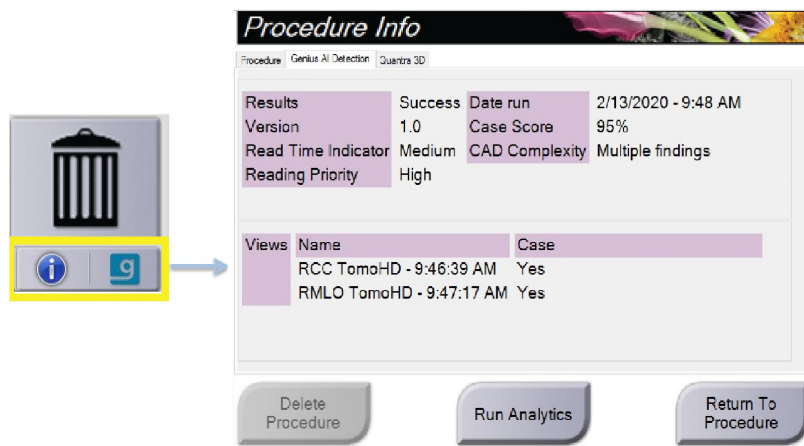 Procedure Info
Procedure Genius AI Detection Quantra 3D
Results Success Date run 2/13/2020 - 9:48 AM
Version 1.0 Case Score 95%
Read Time Indicator Medium CAD Complexity Multiple findings
Reading Priority High
Views Name Case
RCC TomoHD - 9:46:39 AM Yes
RMLO TomoHD - 9:47:17 AM Yes
i g
Delete
Procedure
Run Analytics
Return To
Procedure